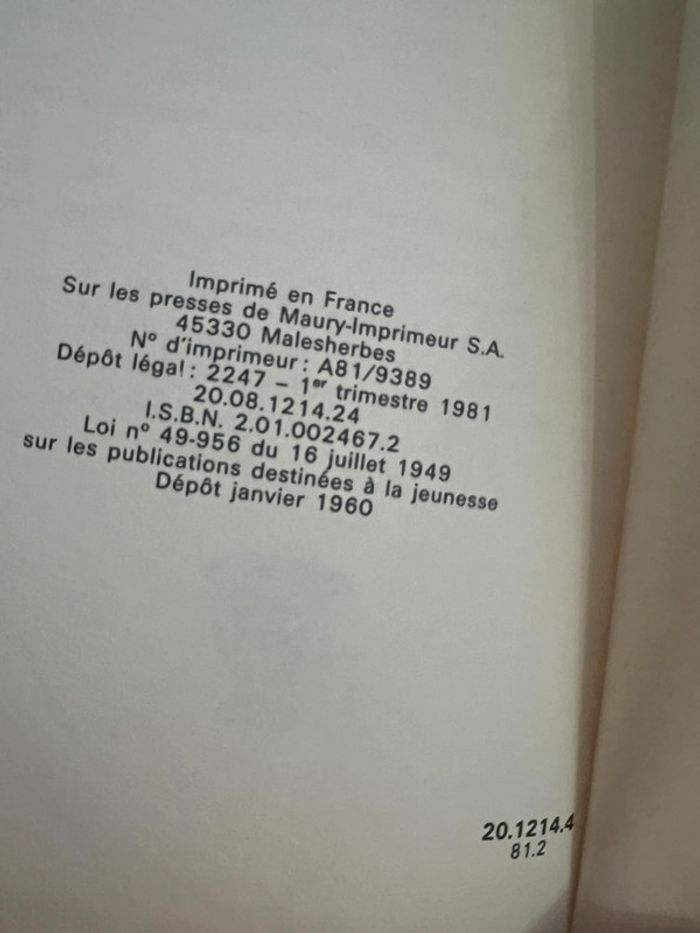 Imprimé en France
Sur les presses de Maury-Imprimeur S.A.
45330 Malesherbes
N° d'imprimeur : A81/9389
Dépôt légal : 2247 – 1er trimestre 1981
20.08.1214.24
I.S.B.N. 2.01.002467.2
Loi n° 49-956 du 16 juillet 1949
sur les publications destinées à la jeunesse
Dépôt janvier 1960
20.1214.4
81.2